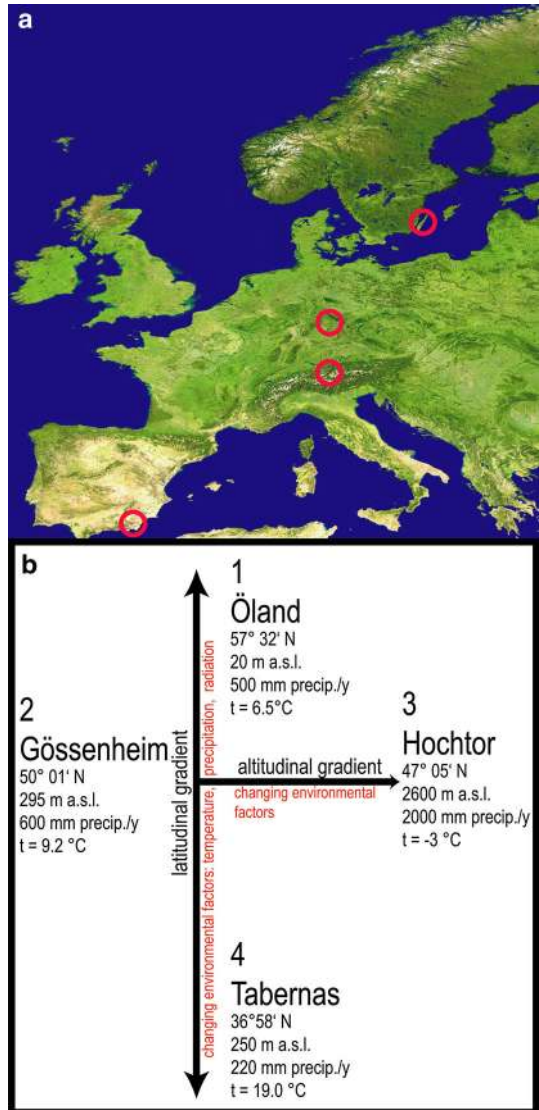 a
b
1
Öland
57° 32‘ N
20 m a.s.l.
500 mm precip./y
t = 6.5°C
2
Gössenheim
50° 01‘ N
295 m a.s.l.
600 mm precip./y
t = 9.2 °C
latitudinal gradient
changing environmental factors: temperature, precipitation, radiation
altitudinal gradient
changing environmental
factors
3
Hochtor
47° 05‘ N
2600 m a.s.l.
2000 mm precip./y
t = -3 °C
4
Tabernas
36°58‘ N
250 m a.s.l.
220 mm precip./y
t = 19.0 °C